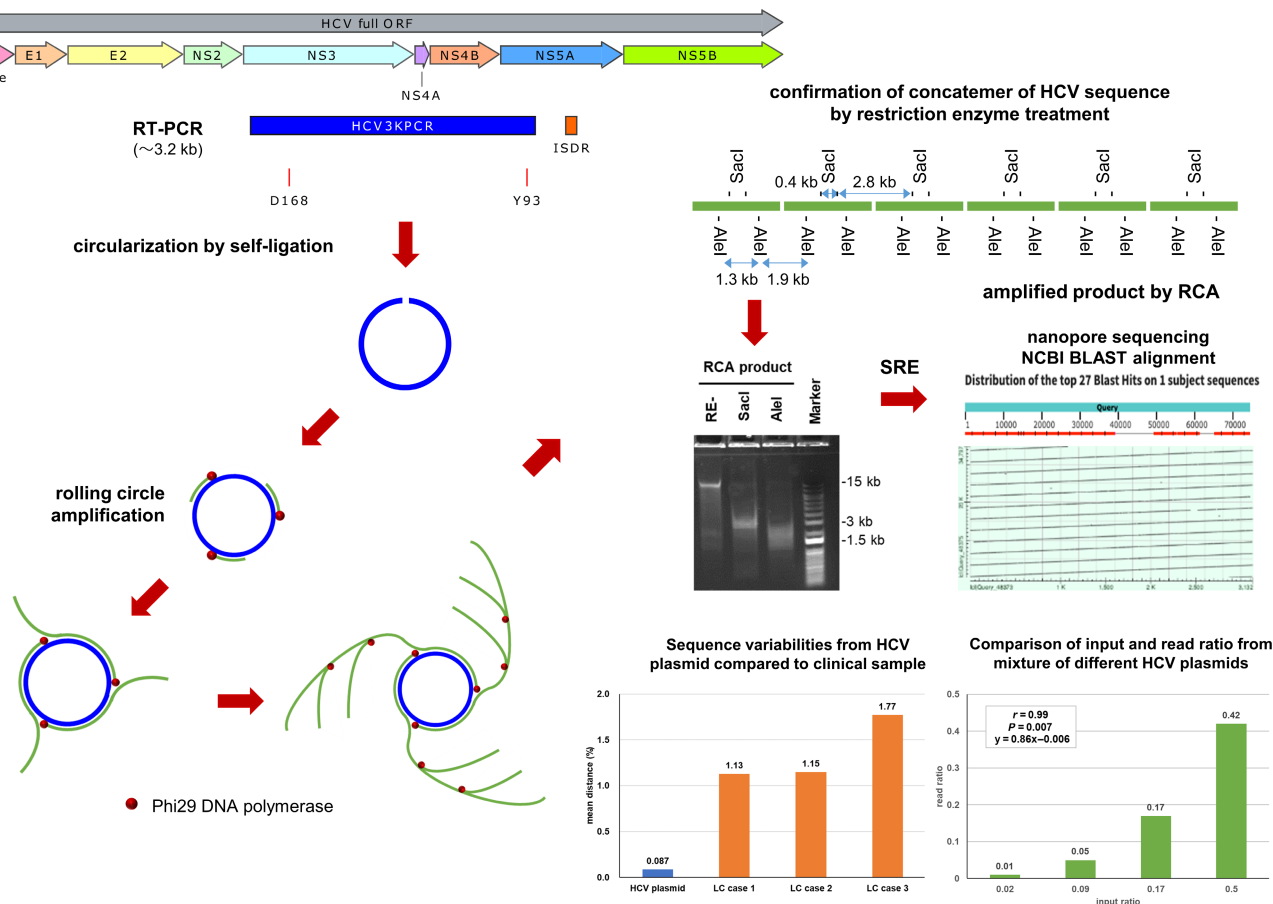 HCV full ORF
E1
E2
NS2
NS3
NS4B
NS5A
NS5B
e
NS4A
RT-PCR
(～3.2 kb)
HCV3KPCR
ISDR
D168
Y93
circularization by self-ligation
rolling circle
amplification
Phi29 DNA polymerase
confirmation of concatemer of HCV sequence
by restriction enzyme treatment
SacI
SacI
SacI
SacI
SacI
SacI
0.4 kb
2.8 kb
AleI
AleI
AleI
AleI
AleI
AleI
AleI
AleI
AleI
AleI
AleI
AleI
1.3 kb
1.9 kb
amplified product by RCA
RCA product
RE-
SacI
AleI
Marker
-15 kb
-3 kb
-1.5 kb
SRE
nanopore sequencing
NCBI BLAST alignment
Distribution of the top 27 Blast Hits on 1 subject sequences
Query
1 10000 20000 30000 40000 50000 60000 70000
20 K
1 K 1,500 2 K 2,500 3,132
Sequence variabilities from HCV
plasmid compared to clinical sample
mean distance (%)
2.0
1.5
1.0
0.5
0.0
0.087
1.13
1.15
1.77
HCV plasmid
LC case 1
LC case 2
LC case 3
Comparison of input and read ratio from
mixture of different HCV plasmids
r = 0.99
P = 0.007
y = 0.86x–0.006
read ratio
0.5
0.4
0.3
0.2
0.1
0
0.01
0.05
0.17
0.42
0.02
0.09
0.17
0.5
input ratio